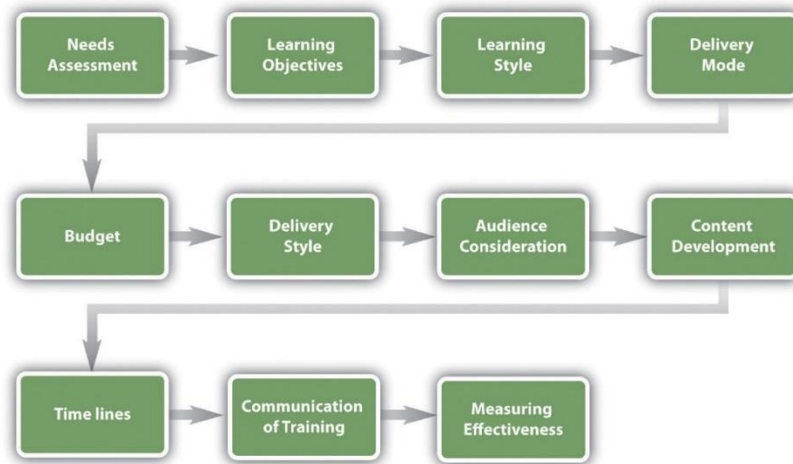 Needs
Assessment
Learning
Objectives
Learning
Style
Delivery
Mode
Budget
Delivery
Style
Audience
Consideration
Content
Development
Time lines
Communication
of Training
Measuring
Effectiveness